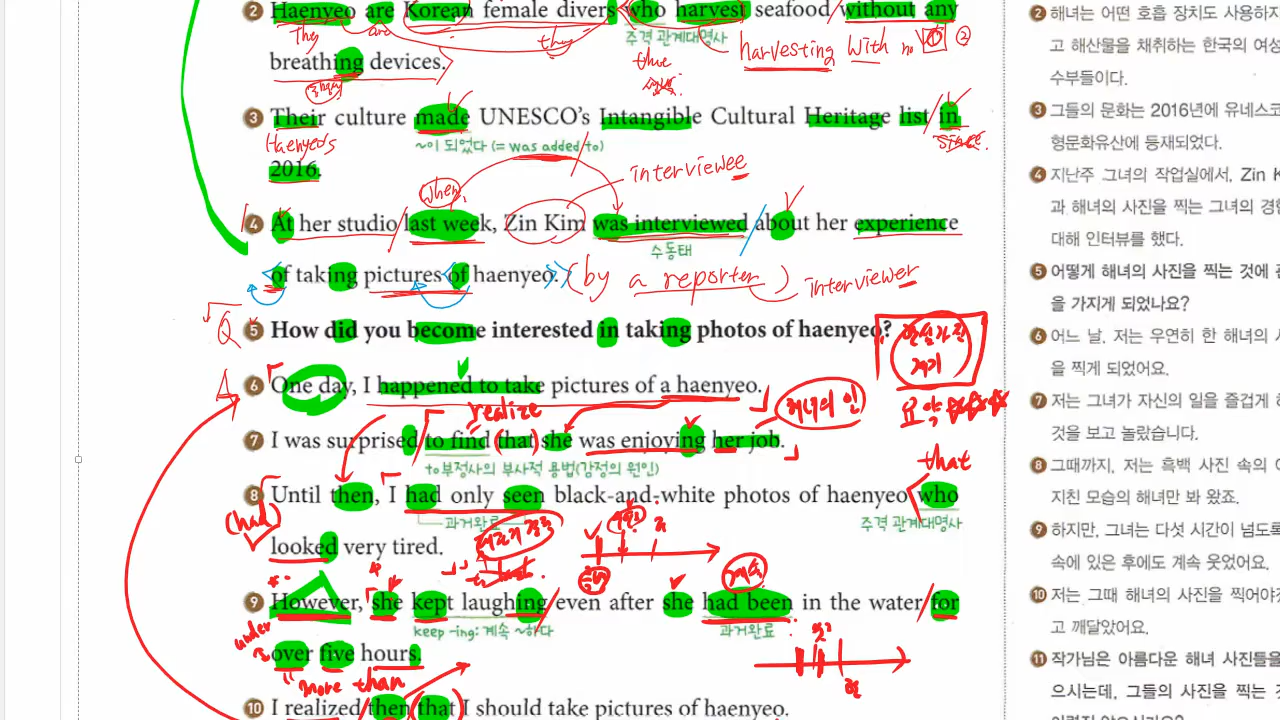 ② Haenyeo are Korean female divers who harvest seafood without any
They are they 주격 관계대명사 harvesting with no ②
breathing devices.
동명사
③ Their culture made UNESCO's Intangible Cultural Heritage list in
Haenyeo's ~이 되었다 (= was added to) since
2016.
when interviewee
④ At her studio last week, Zin Kim was interviewed about her experience
수동태
of taking pictures of haenyeo. (by a reporter) interviewer
Q ⑤ How did you become interested in taking photos of haenyeo?
A ⑥ One day, I happened to take pictures of a haenyeo.
realize 해녀의 일 요약
⑦ I was surprised to find (that) she was enjoying her job.
to부정사의 부사적 용법(감정의 원인) that
⑧ Until then, I had only seen black-and-white photos of haenyeo who
(had) 과거완료 주격 관계대명사
looked very tired.
계속
⑨ However, she kept laughing even after she had been in the water for
under keep -ing: 계속 ~하다 과거완료
over five hours.
more than
⑩ I realized then (that) I should take pictures of haenyeo.
② 해녀는 어떤 호흡 장치도 사용하지
고 해산물을 채취하는 한국의 여성
수부들이다.
③ 그들의 문화는 2016년에 유네스코
형문화유산에 등재되었다.
④ 지난주 그녀의 작업실에서, Zin K
과 해녀의 사진을 찍는 그녀의 경험
대해 인터뷰를 했다.
⑤ 어떻게 해녀의 사진을 찍는 것에 관
을 가지게 되었나요?
⑥ 어느 날, 저는 우연히 한 해녀의 사
을 찍게 되었어요.
⑦ 저는 그녀가 자신의 일을 즐겁게 하
것을 보고 놀랐습니다.
⑧ 그때까지, 저는 흑백 사진 속의 아
지친 모습의 해녀만 봐 왔죠.
⑨ 하지만, 그녀는 다섯 시간이 넘도록
속에 있은 후에도 계속 웃었어요.
⑩ 저는 그때 해녀의 사진을 찍어야겠
고 깨달았어요.
⑪ 작가님은 아름다운 해녀 사진들을
으시는데, 그들의 사진을 찍는 것